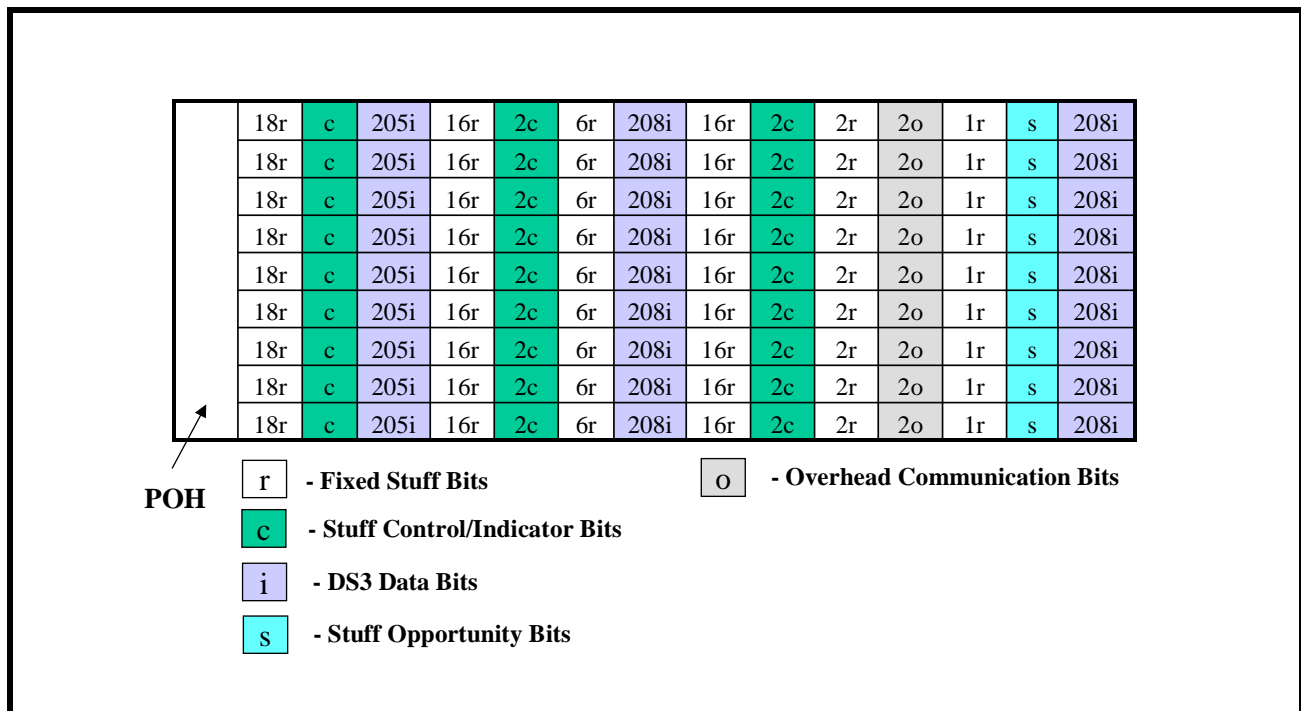 18r c 205i 16r 2c 6r 208i 16r 2c 2r 2o 1r s 208i
18r c 205i 16r 2c 6r 208i 16r 2c 2r 2o 1r s 208i
18r c 205i 16r 2c 6r 208i 16r 2c 2r 2o 1r s 208i
18r c 205i 16r 2c 6r 208i 16r 2c 2r 2o 1r s 208i
18r c 205i 16r 2c 6r 208i 16r 2c 2r 2o 1r s 208i
18r c 205i 16r 2c 6r 208i 16r 2c 2r 2o 1r s 208i
18r c 205i 16r 2c 6r 208i 16r 2c 2r 2o 1r s 208i
18r c 205i 16r 2c 6r 208i 16r 2c 2r 2o 1r s 208i
18r c 205i 16r 2c 6r 208i 16r 2c 2r 2o 1r s 208i
POH
r - Fixed Stuff Bits
o - Overhead Communication Bits
c - Stuff Control/Indicator Bits
i - DS3 Data Bits
s - Stuff Opportunity Bits